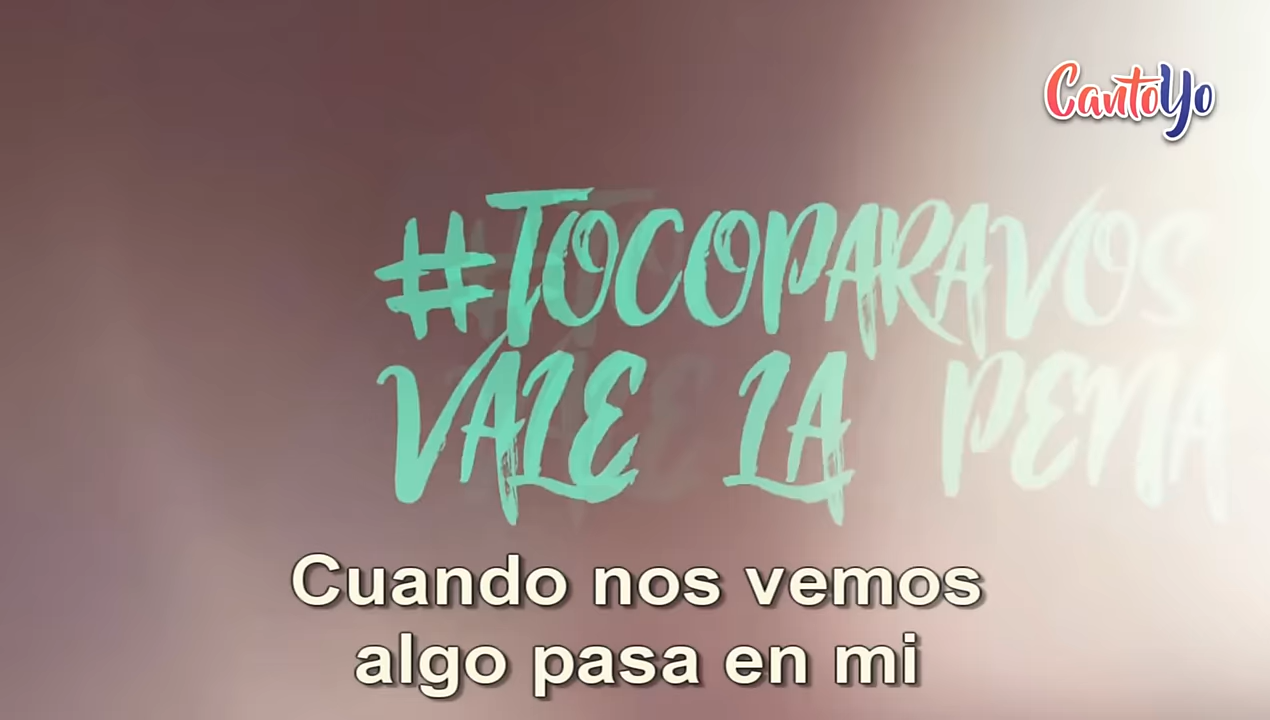 CantoYo
#TOCOPARAVOS
VALE LA PENA
Cuando nos vemos
algo pasa en mi